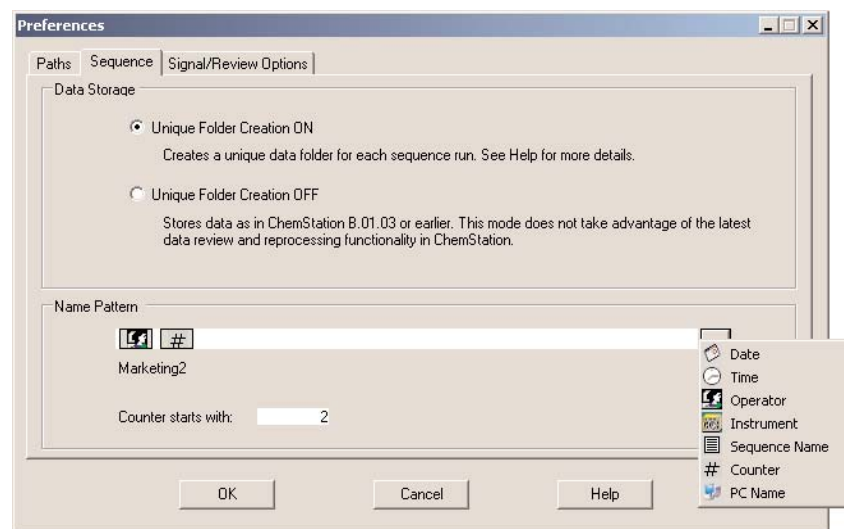 Preferences
Paths Sequence Signal/Review Options
Data Storage
Unique Folder Creation ON
Creates a unique data folder for each sequence run. See Help for more details.
Unique Folder Creation OFF
Stores data as in ChemStation B.01.03 or earlier. This mode does not take advantage of the latest
data review and reprocessing functionality in ChemStation.
Name Pattern
#
Marketing2
Counter starts with: 2
Date
Time
Operator
Instrument
Sequence Name
# Counter
PC Name
OK Cancel Help